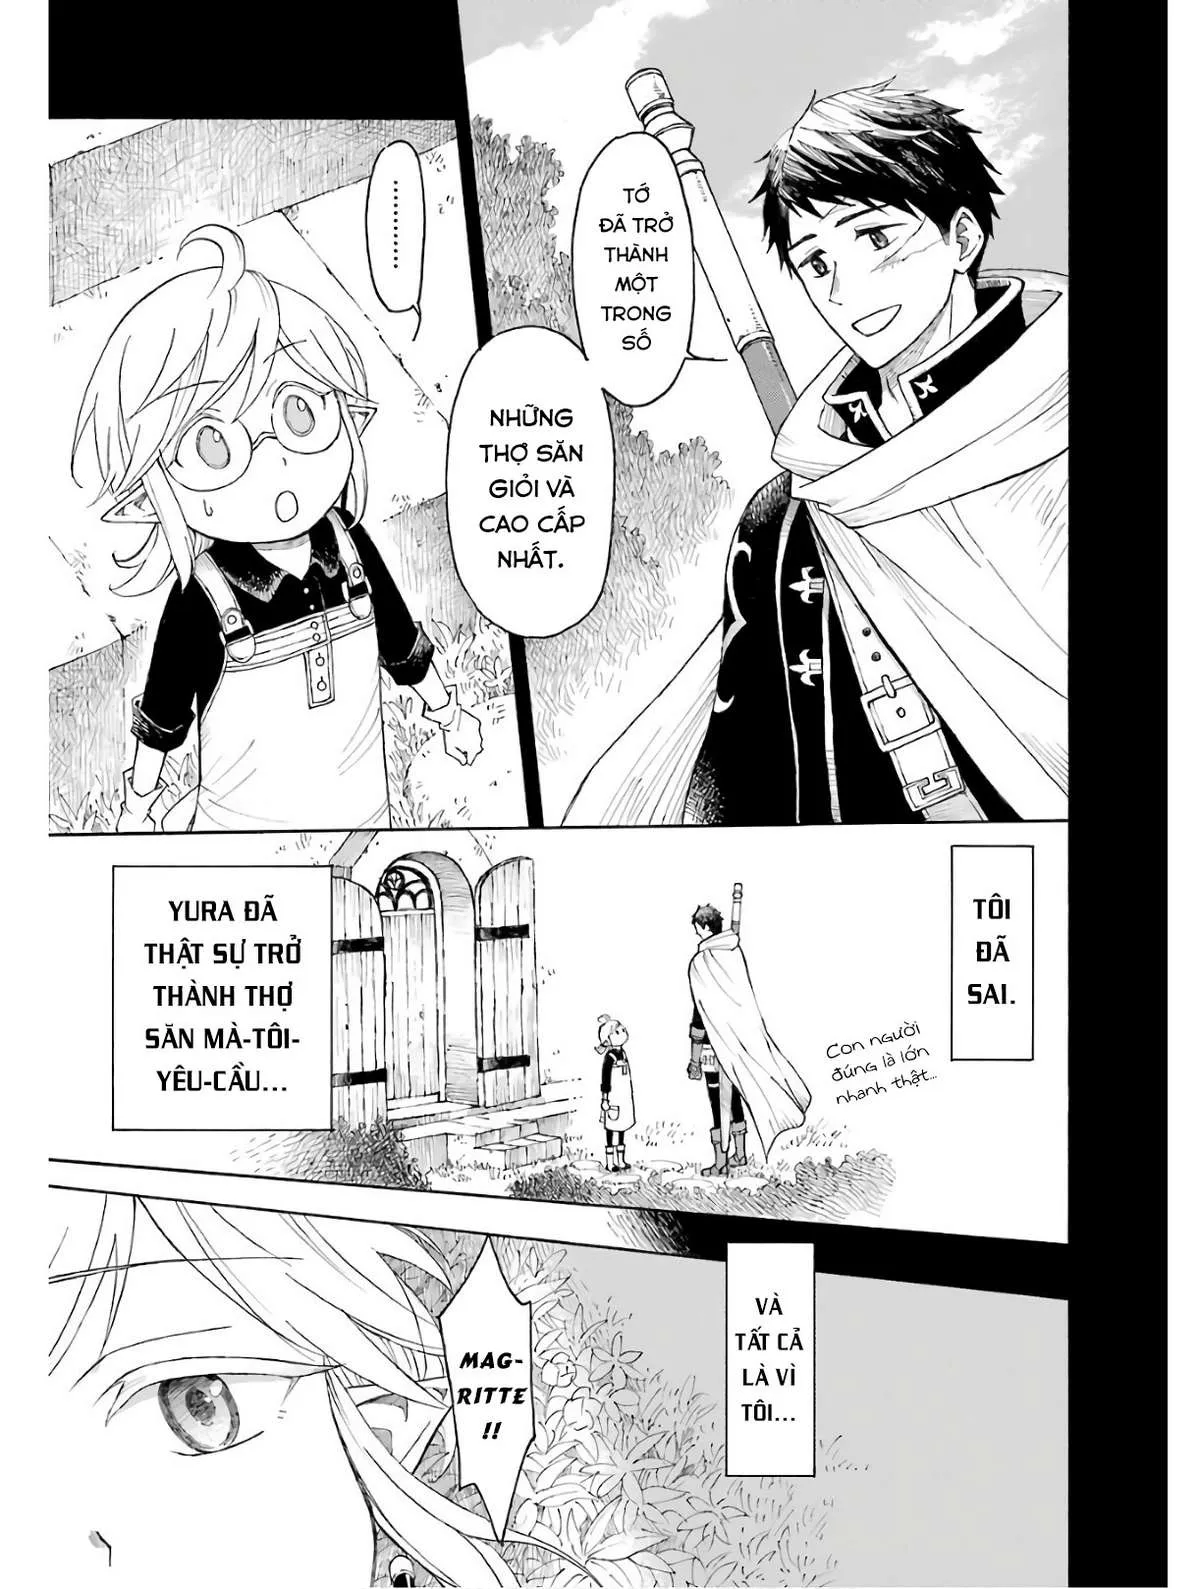 TỚ
ĐÃ TRỞ
THÀNH
MỘT
TRONG
SỐ
NHỮNG
THỢ SĂN
GIỎI VÀ
CAO CẤP
NHẤT.
..........
TÔI
ĐÃ
SAI.
Con người
đúng là lớn
nhanh thật...
YURA ĐÃ
THẬT SỰ TRỞ
THÀNH THỢ
SĂN MÀ-TÔI-
YÊU-CẦU...
VÀ
TẤT CẢ
LÀ VÌ
TÔI...
MAG-
RITTE
!!